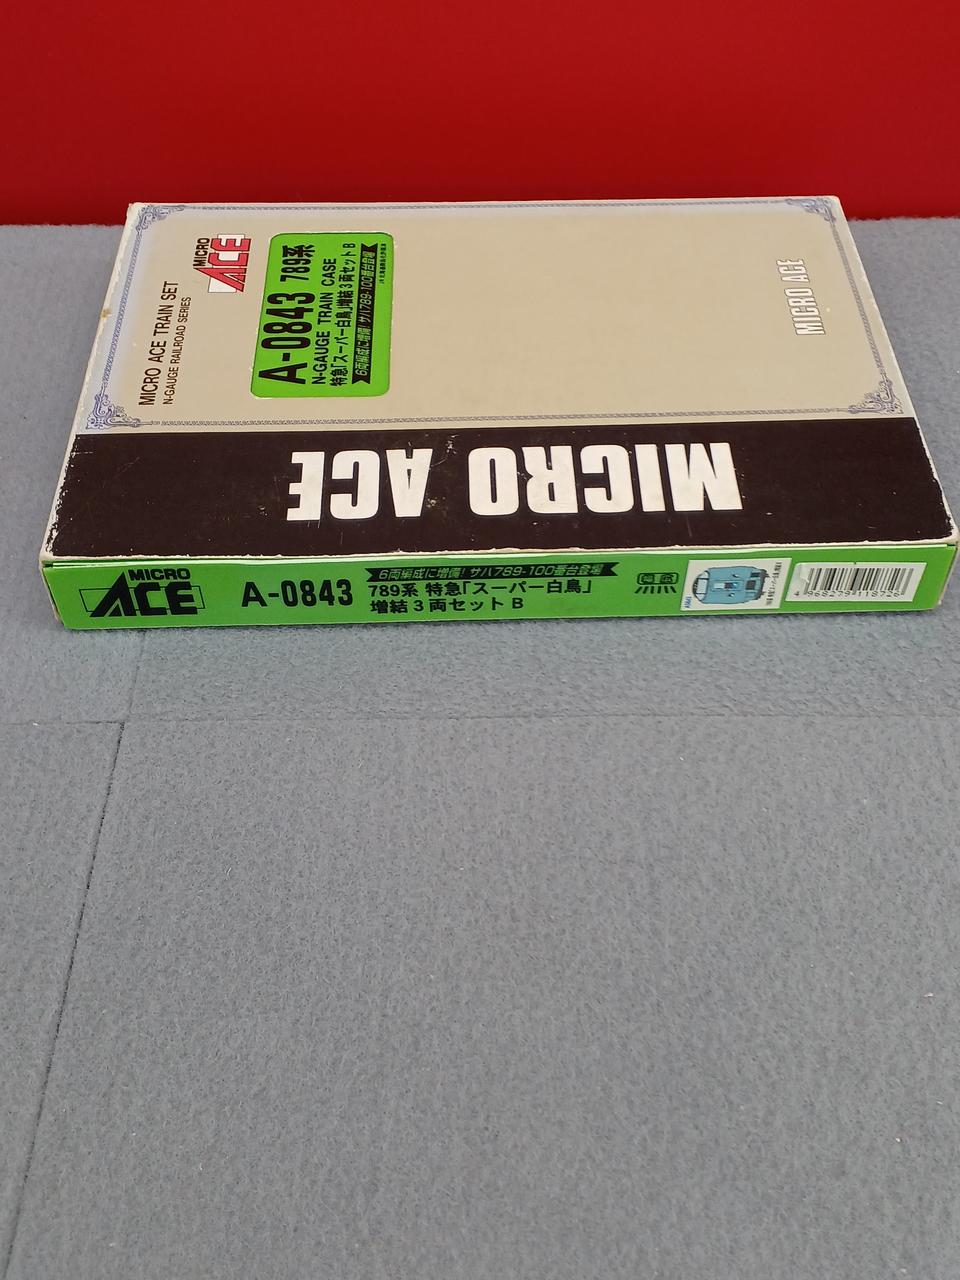 MICRO ACE TRAIN SET
N-GAUGE RAILROAD SERIES
MICRO
ACE
A-0843 789系
N-GAUGE TRAIN CASE
特急「スーパー白鳥」増結3両セットB
6両編成に増備!サハ789-100番台登場
MICRO ACE
MICRO ACE
MICRO
ACE
A-0843
6両編成に増備!サハ789-100番台登場
789系 特急「スーパー白鳥」
増結3両セットB